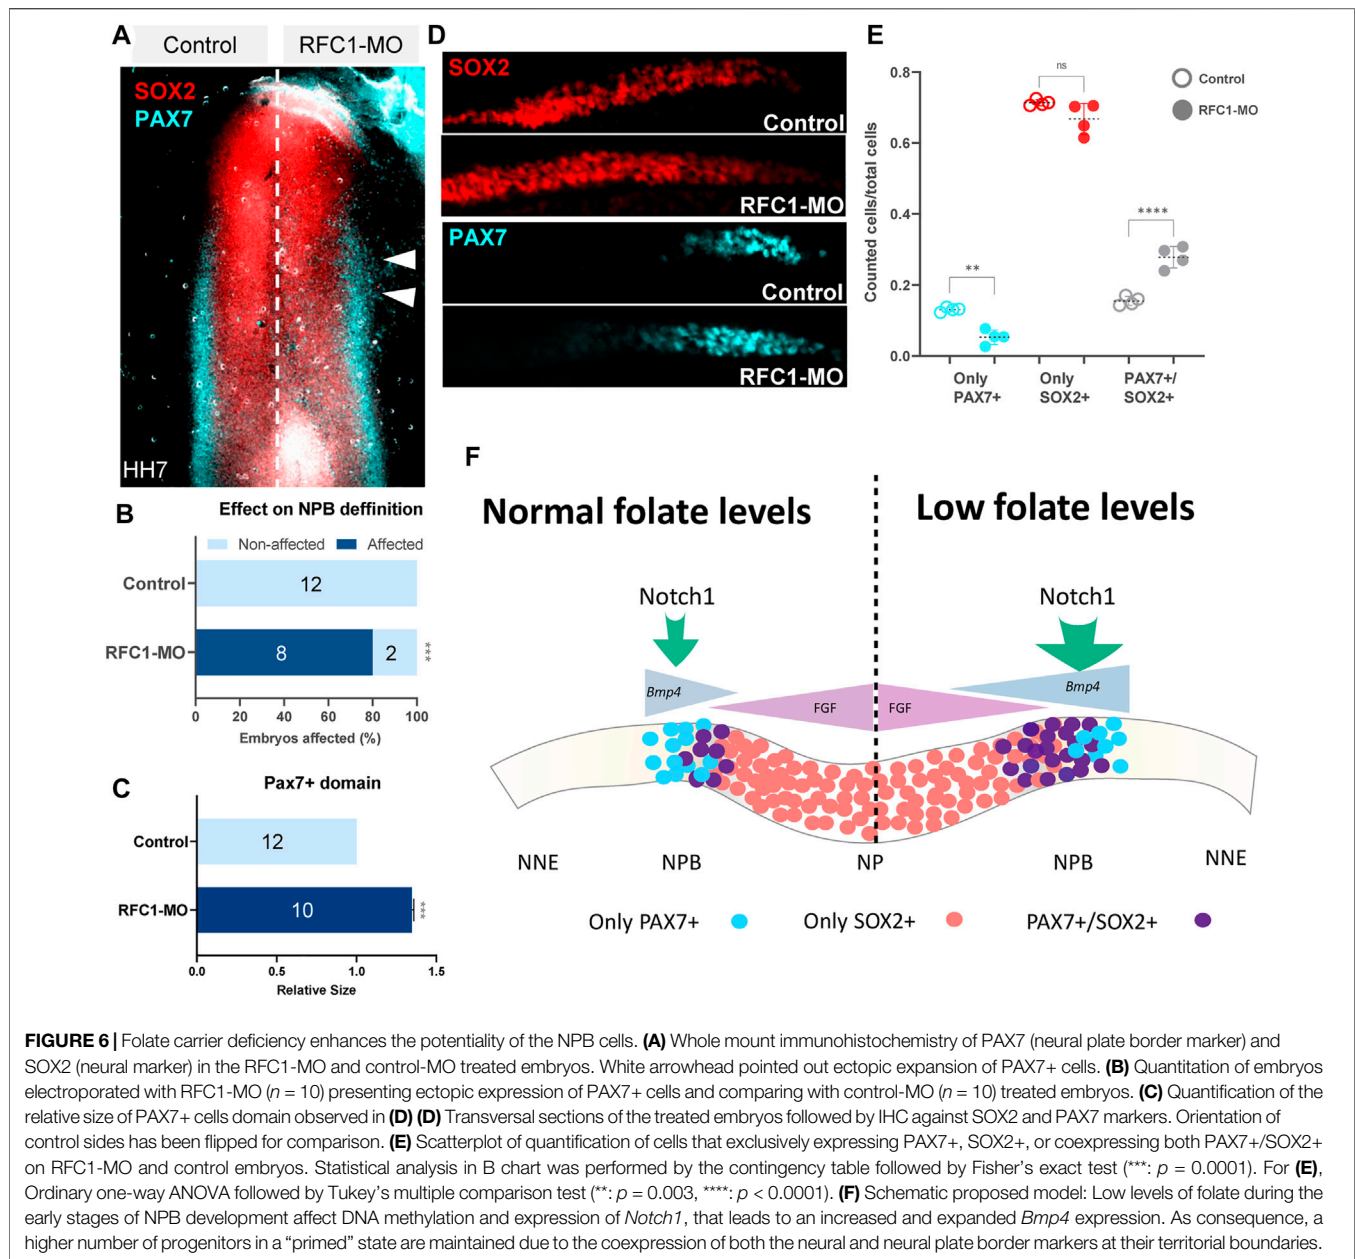 A
Control
RFC1-MO
SOX2
PAX7
HH7
B
Effect on NPB deffinition
Non-affected
Affected
Control
12
RFC1-MO
8
2
***
0
20
40
60
80
100
Embryos affected (%)
C
Pax7+ domain
Control
12
RFC1-MO
10
***
0.0
0.5
1.0
1.5
Relative Size
D
SOX2
Control
RFC1-MO
PAX7
Control
RFC1-MO
E
0.8
0.6
0.4
0.2
0.0
Counted cells/total cells
ns
**
****
Control
RFC1-MO
Only
PAX7+
Only
SOX2+
PAX7+/
SOX2+
F
Normal folate levels
Low folate levels
Notch1
Notch1
Bmp4
FGF
FGF
Bmp4
NNE
NPB
NP
NPB
NNE
Only PAX7+
Only SOX2+
PAX7+/SOX2+
FIGURE 6 | Folate carrier deficiency enhances the potentiality of the NPB cells. (A) Whole mount immunohistochemistry of PAX7 (neural plate border marker) and
SOX2 (neural marker) in the RFC1-MO and control-MO treated embryos. White arrowhead pointed out ectopic expansion of PAX7+ cells. (B) Quantitation of embryos
electroporated with RFC1-MO (n = 10) presenting ectopic expression of PAX7+ cells and comparing with control-MO (n = 10) treated embryos. (C) Quantification of the
relative size of PAX7+ cells domain observed in (D) (D) Transversal sections of the treated embryos followed by IHC against SOX2 and PAX7 markers. Orientation of
control sides has been flipped for comparison. (E) Scatterplot of quantification of cells that exclusively expressing PAX7+, SOX2+, or coexpressing both PAX7+/SOX2+
on RFC1-MO and control embryos. Statistical analysis in B chart was performed by the contingency table followed by Fisher's exact test (***: p = 0.0001). For (E),
Ordinary one-way ANOVA followed by Tukey's multiple comparison test (**: p = 0.003, ****: p < 0.0001). (F) Schematic proposed model: Low levels of folate during the
early stages of NPB development affect DNA methylation and expression of Notch1, that leads to an increased and expanded Bmp4 expression. As consequence, a
higher number of progenitors in a "primed" state are maintained due to the coexpression of both the neural and neural plate border markers at their territorial boundaries.